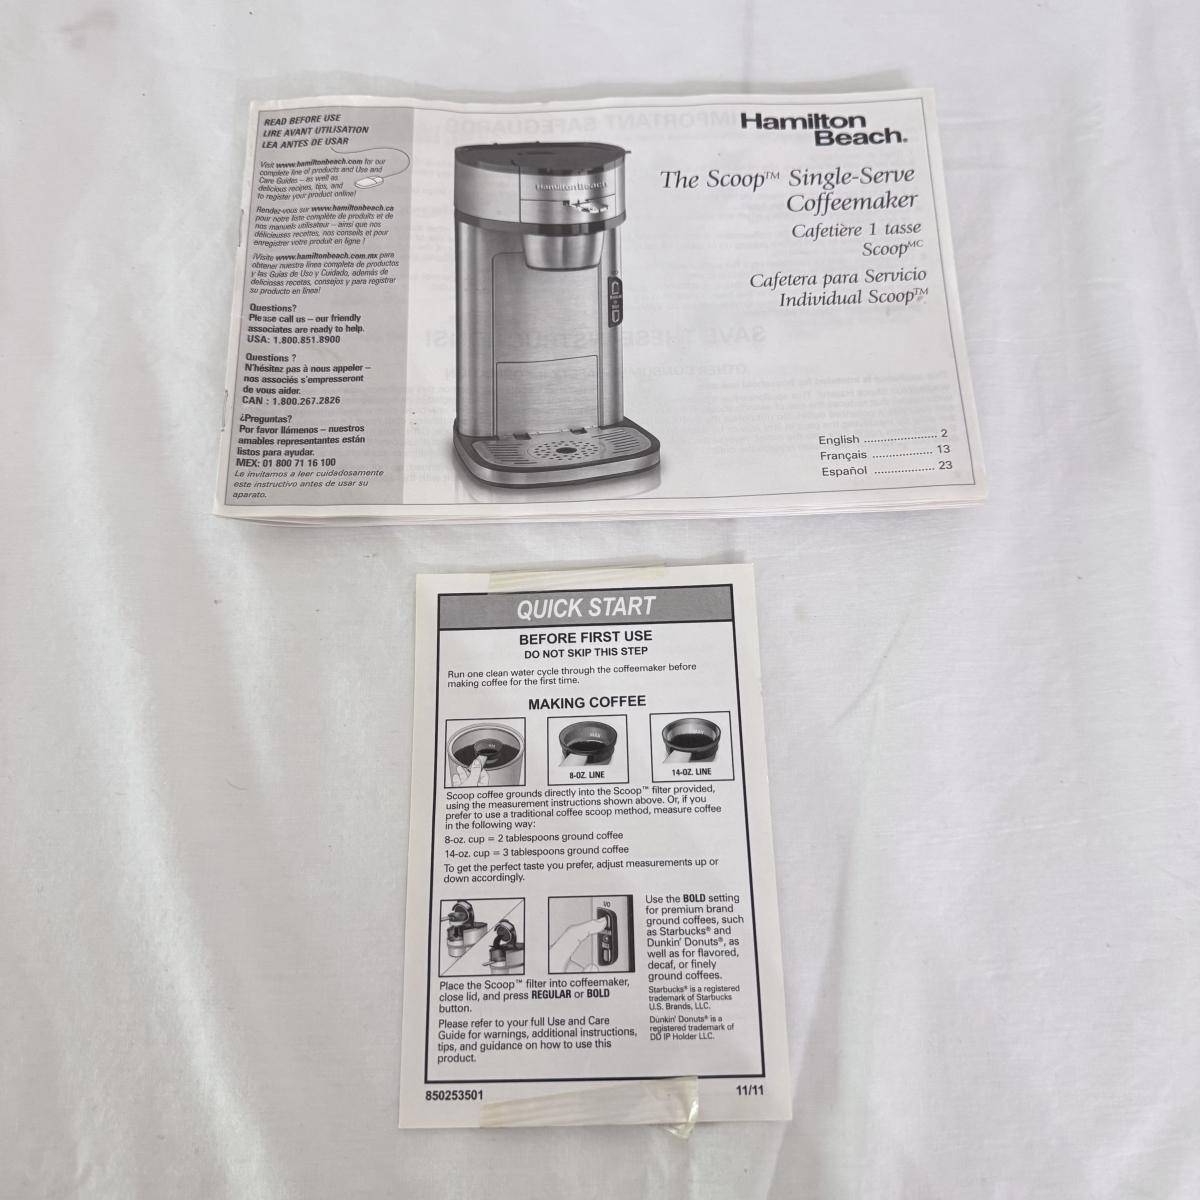 READ BEFORE USE
LIRE AVANT UTILISATION
LEA ANTES DE USAR
Visit www.hamiltonbeach.com for our
complete line of products and Use and
Care Guides – as well as
delicious recipes, tips, and
to register your product online!
Rendez-vous sur www.hamiltonbeach.ca
pour notre liste complète de produits et de
nos manuels utilisateur – ainsi que nos
délicieuses recettes, nos conseils et pour
enregistrer votre produit en ligne !
¡Visite www.hamiltonbeach.com.mx para
obtener nuestra línea completa de productos
y las Guías de Uso y Cuidado, además de
deliciosas recetas, consejos y para registrar
su producto en línea!
Questions?
Please call us – our friendly
associates are ready to help.
USA: 1.800.851.8900
Questions ?
N'hésitez pas à nous appeler –
nos associés s'empresseront
de vous aider.
CAN : 1.800.267.2826
¿Preguntas?
Por favor llámenos – nuestros
amables representantes están
listos para ayudar.
MEX: 01 800 71 16 100
Le invitamos a leer cuidadosamente
este instructivo antes de usar su
aparato.
Hamilton Beach
Hamilton
Beach®
The Scoop™ Single-Serve
Coffeemaker
Cafetière 1 tasse
Scoop MC
Cafetera para Servicio
Individual Scoop™
English ...................... 2
Français .................. 13
Español .................. 23
QUICK START
BEFORE FIRST USE
DO NOT SKIP THIS STEP
Run one clean water cycle through the coffeemaker before
making coffee for the first time.
MAKING COFFEE
8-OZ. LINE
14-OZ. LINE
Scoop coffee grounds directly into the Scoop™ filter provided,
using the measurement instructions shown above. Or, if you
prefer to use a traditional coffee scoop method, measure coffee
in the following way:
8-oz. cup = 2 tablespoons ground coffee
14-oz. cup = 3 tablespoons ground coffee
To get the perfect taste you prefer, adjust measurements up or
down accordingly.
I/O
Place the Scoop™ filter into coffeemaker,
close lid, and press REGULAR or BOLD
button.
Please refer to your full Use and Care
Guide for warnings, additional instructions,
tips, and guidance on how to use this
product.
Use the BOLD setting
for premium brand
ground coffees, such
as Starbucks® and
Dunkin' Donuts®, as
well as for flavored,
decaf, or finely
ground coffees.
Starbucks® is a registered
trademark of Starbucks
U.S. Brands, LLC.
Dunkin' Donuts® is a
registered trademark of
DD IP Holder LLC.
850253501
11/11